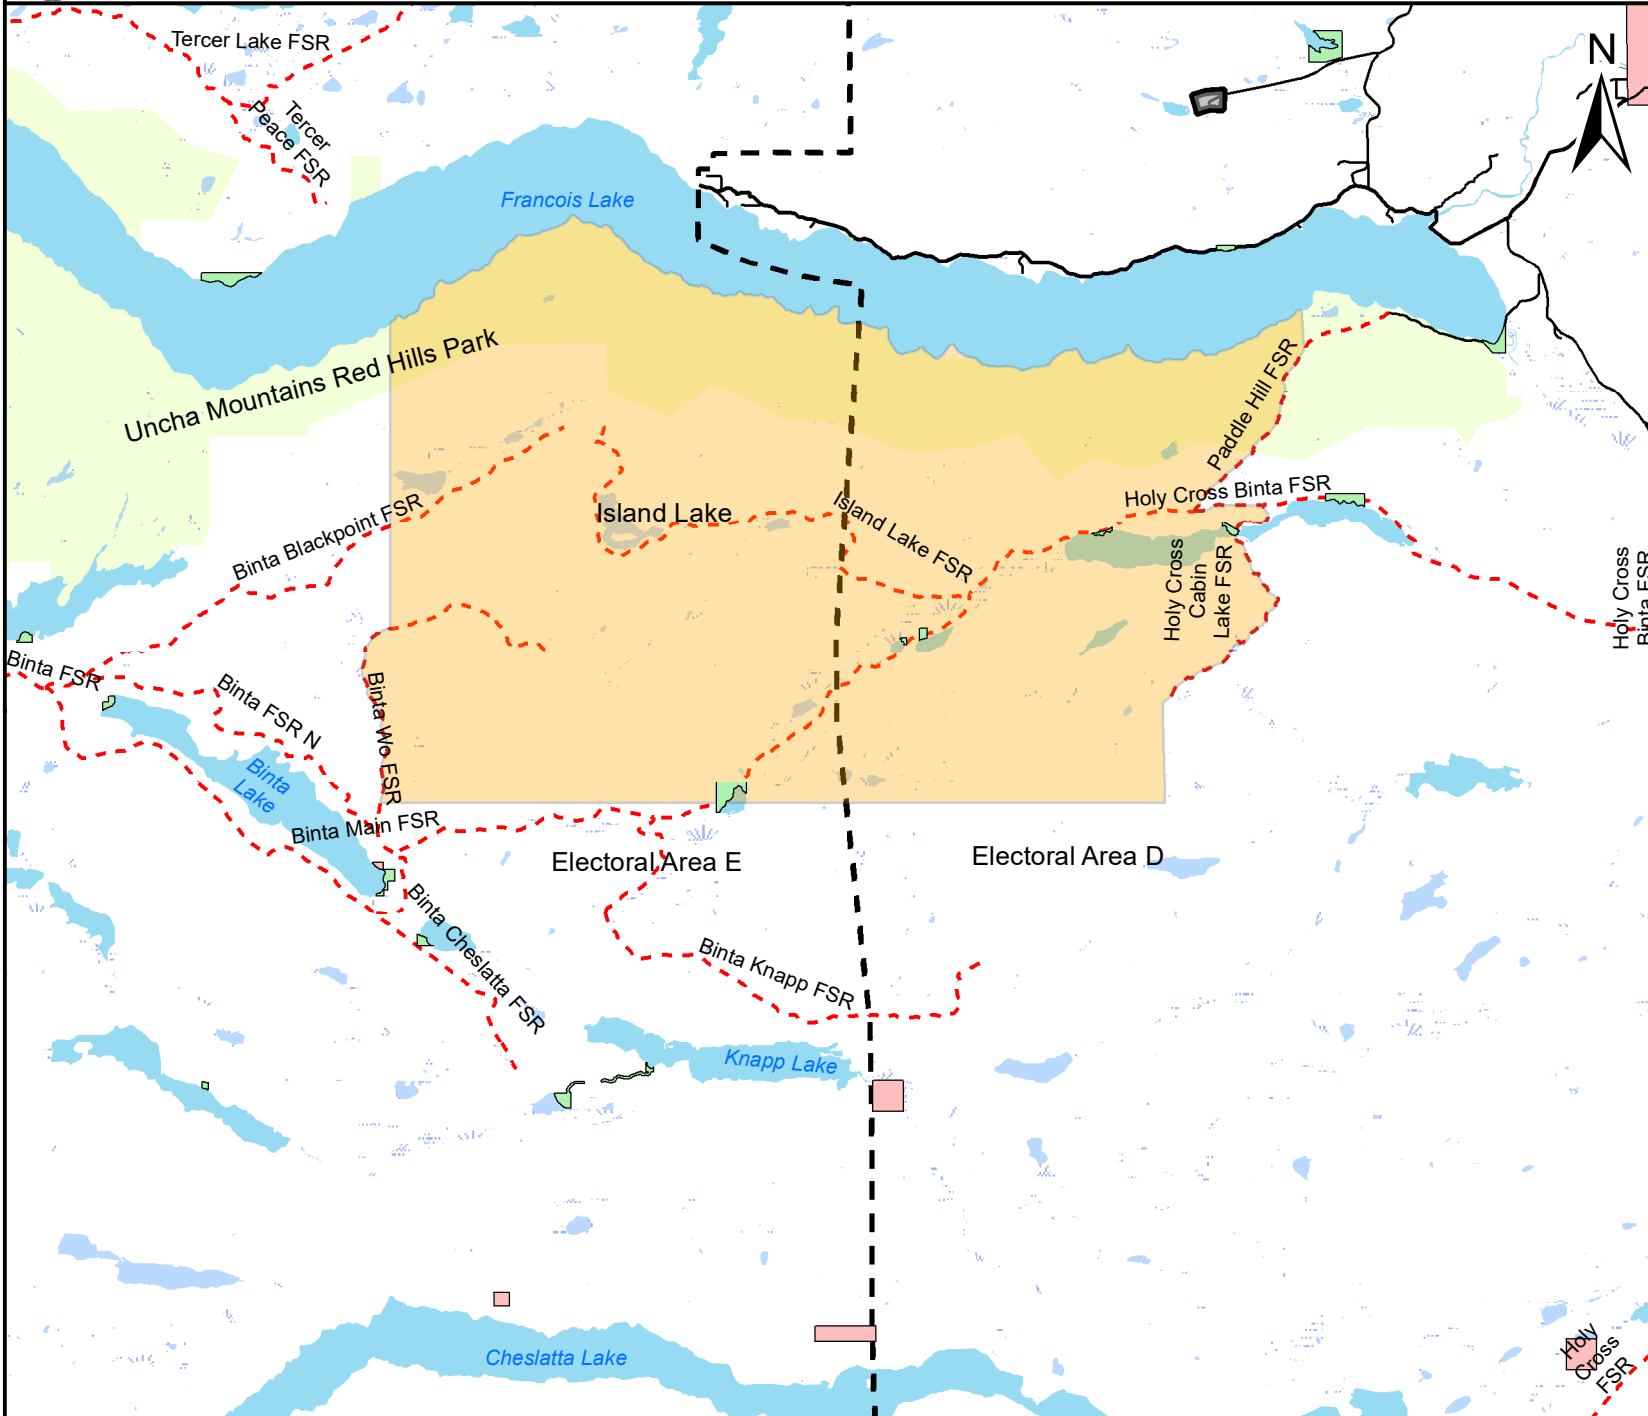 Tercer Lake FSR
N
Tercer
Peace FSR
Francois Lake
Uncha Mountains Red Hills Park
Paddle Hill FSR
Holy Cross Binta FSR
Binta Blackpoint FSR
Island Lake
Island Lake FSR
Holy Cross
Cabin
Lake FSR
Holy Cross
Binta FSR
Binta FSR
Binta FSR N
Binta Wo FSR
Binta
Lake
Binta Main FSR
Electoral Area E
Electoral Area D
Binta Cheslatta FSR
Binta Knapp FSR
Knapp Lake
Cheslatta Lake
Holy
Cross
FSR